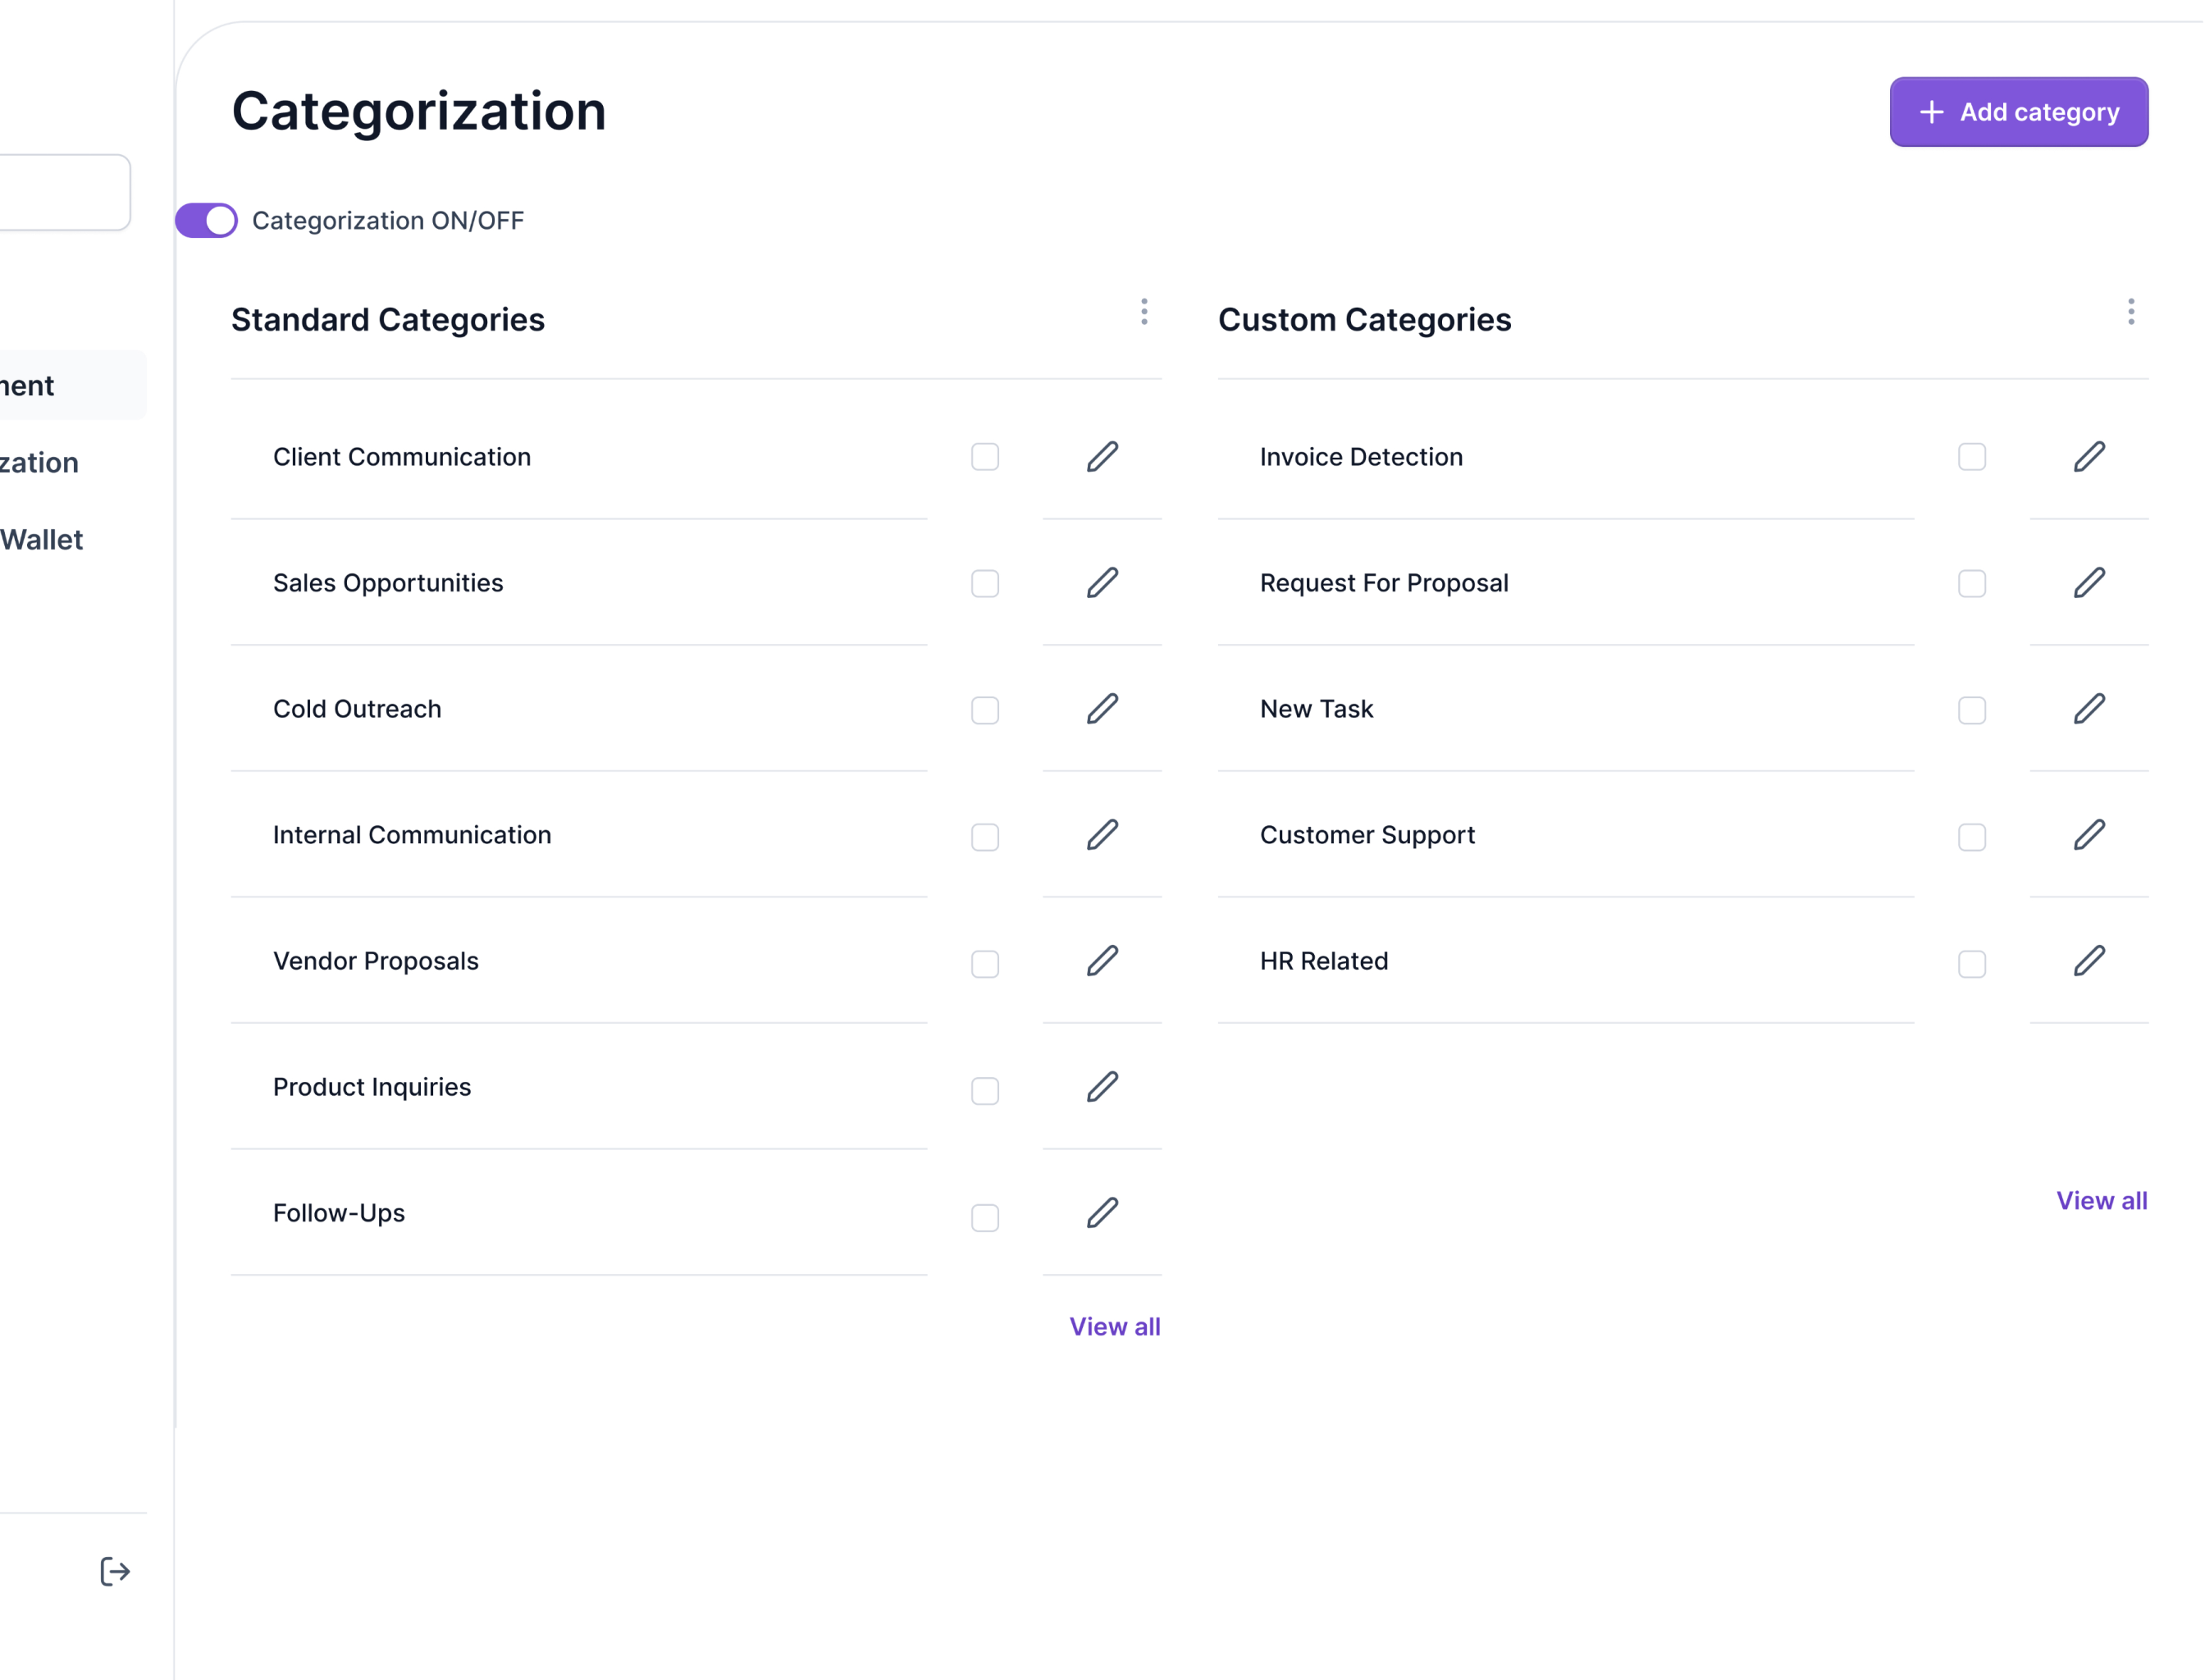 Categorization
Add category
Categorization ON/OFF
Standard Categories
Client Communication
Sales Opportunities
Cold Outreach
Internal Communication
Vendor Proposals
Product Inquiries
Follow-Ups
View all
Custom Categories
Invoice Detection
Request For Proposal
New Task
Customer Support
HR Related
View all
Wallet